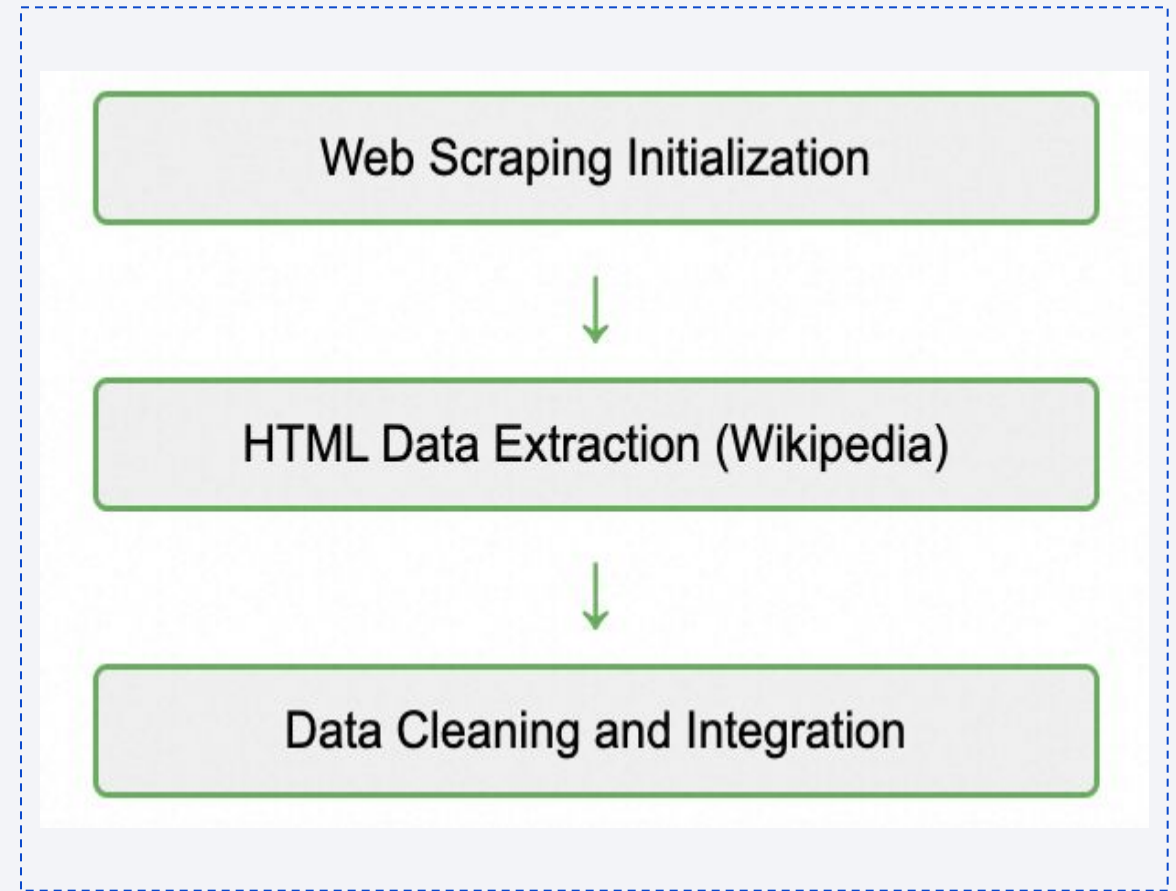 Web Scraping Initialization
HTML Data Extraction (Wikipedia)
Data Cleaning and Integration